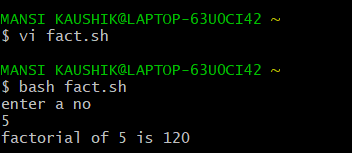 MANSI KAUSHIK@LAPTOP-63UOCI42 ~
$ vi fact.sh
MANSI KAUSHIK@LAPTOP-63UOCI42 ~
$ bash fact.sh
enter a no
5
factorial of 5 is 120